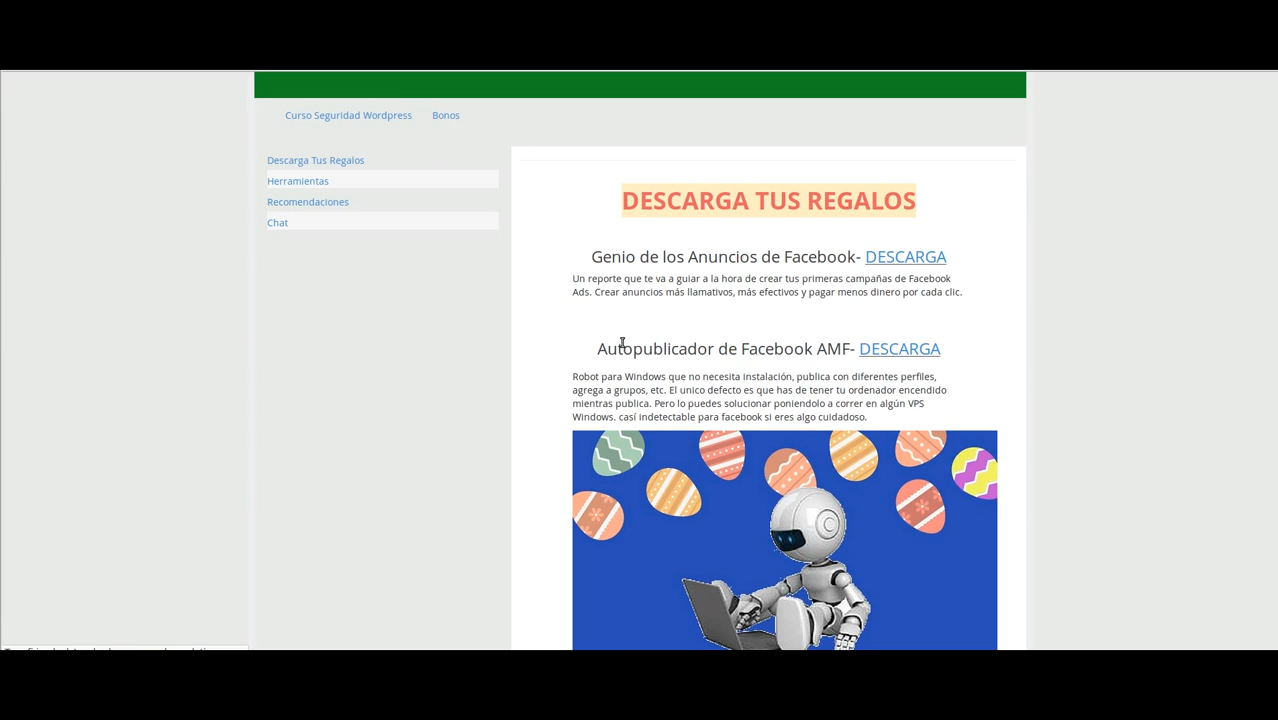 Curso Seguridad Wordpress Bonos
Descarga Tus Regalos
Herramientas
Recomendaciones
Chat
DESCARGA TUS REGALOS
Genio de los Anuncios de Facebook- DESCARGA
Un reporte que te va a guiar a la hora de crear tus primeras campañas de Facebook
Ads. Crear anuncios más llamativos, más efectivos y pagar menos dinero por cada clic.
Autopublicador de Facebook AMF- DESCARGA
Robot para Windows que no necesita instalación, publica con diferentes perfiles,
agrega a grupos, etc. El unico defecto es que has de tener tu ordenador encendido
mientras publica. Pero lo puedes solucionar poniendolo a correr en algún VPS
Windows. casí indetectable para facebook si eres algo cuidadoso.